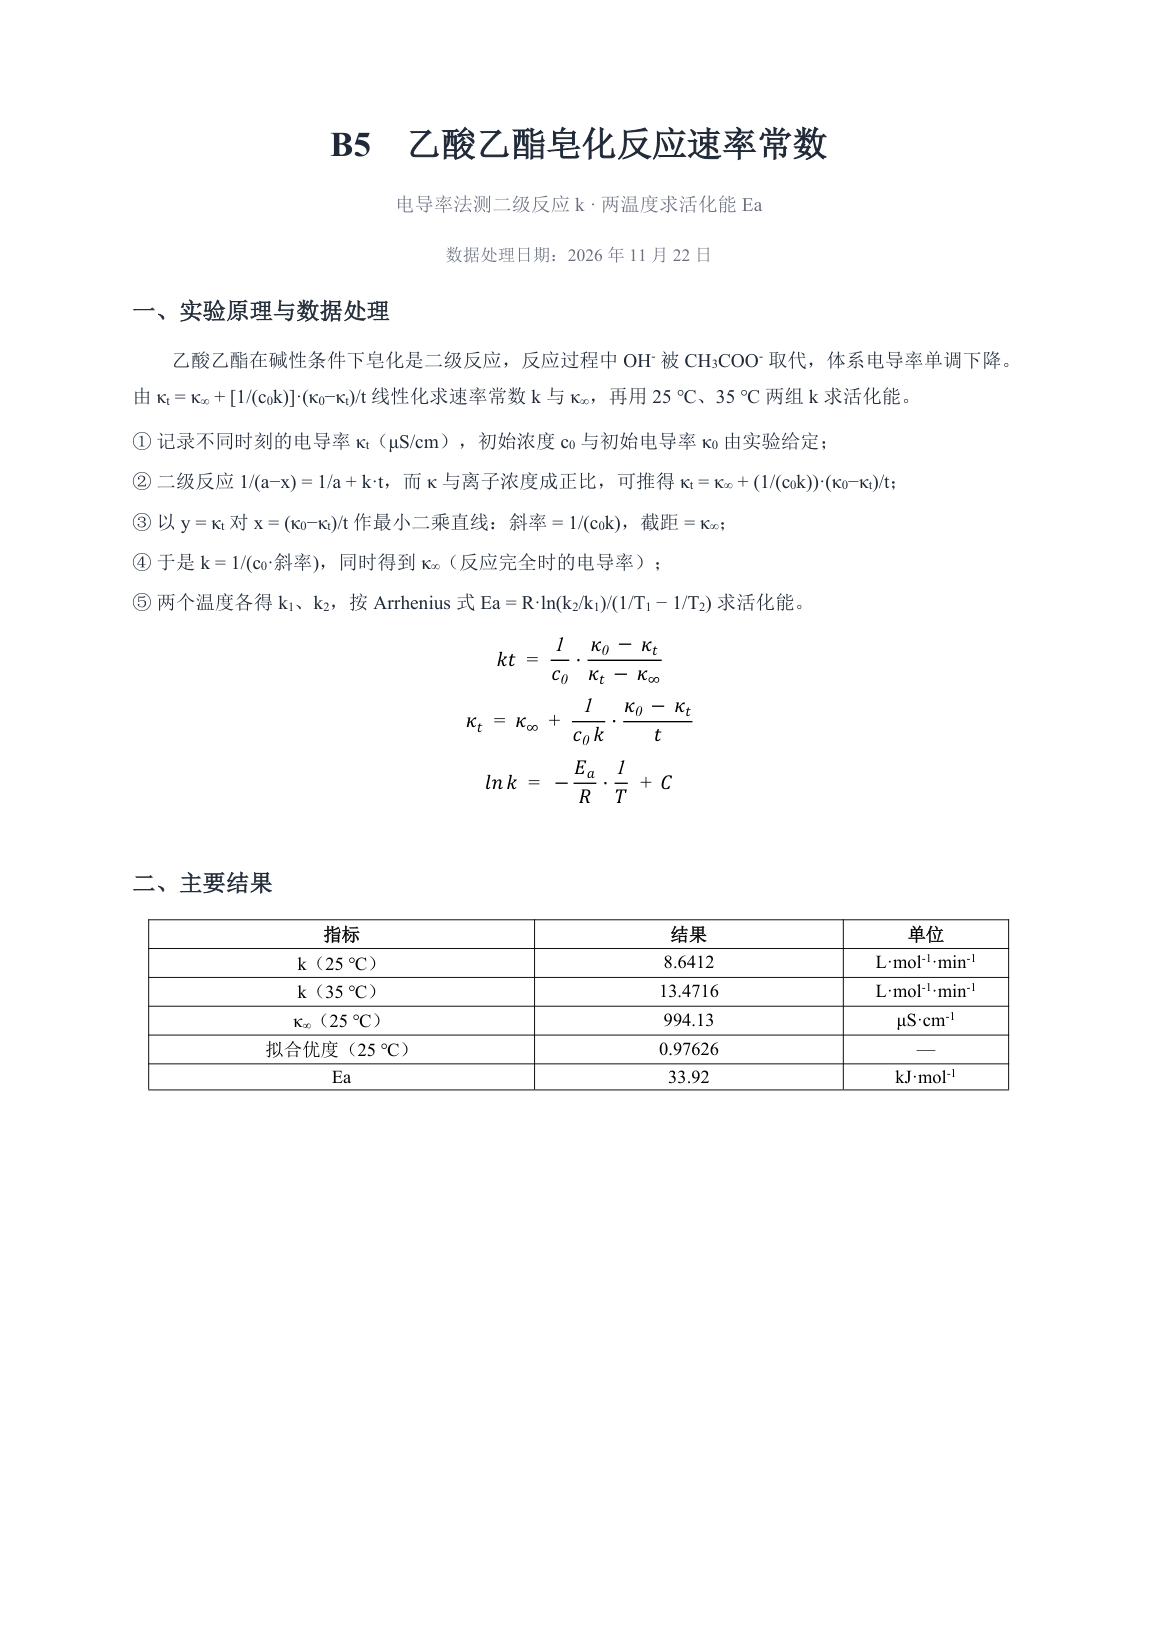 B5 乙酸乙酯皂化反应速率常数
电导率法测二级反应 k · 两温度求活化能 Ea
数据处理日期：2026 年 11 月 22 日
一、实验原理与数据处理
乙酸乙酯在碱性条件下皂化是二级反应，反应过程中 OH⁻ 被 CH₃COO⁻ 取代，体系电导率单调下降。
由 κₜ = κ∞ + [1/(c₀k)]·(κ₀−κₜ)/t 线性化求速率常数 k 与 κ∞，再用 25 ℃、35 ℃ 两组 k 求活化能。
① 记录不同时刻的电导率 κₜ（μS/cm），初始浓度 c₀ 与初始电导率 κ₀ 由实验给定；
② 二级反应 1/(a−x) = 1/a + k·t，而 κ 与离子浓度成正比，可推得 κₜ = κ∞ + (1/(c₀k))·(κ₀−κₜ)/t；
③ 以 y = κₜ 对 x = (κ₀−κₜ)/t 作最小二乘直线：斜率 = 1/(c₀k)，截距 = κ∞；
④ 于是 k = 1/(c₀·斜率)，同时得到 κ∞（反应完全时的电导率）；
⑤ 两个温度各得 k₁、k₂，按 Arrhenius 式 Ea = R·ln(k₂/k₁)/(1/T₁ − 1/T₂) 求活化能。
kt = 1/c₀ · (κ₀ − κₜ)/(κₜ − κ∞)
κₜ = κ∞ + 1/(c₀ k) · (κ₀ − κₜ)/t
ln k = −Eₐ/R · 1/T + C
二、主要结果
指标 结果 单位
k（25 ℃） 8.6412 L·mol⁻¹·min⁻¹
k（35 ℃） 13.4716 L·mol⁻¹·min⁻¹
κ∞（25 ℃） 994.13 μS·cm⁻¹
拟合优度（25 ℃） 0.97626 —
Ea 33.92 kJ·mol⁻¹